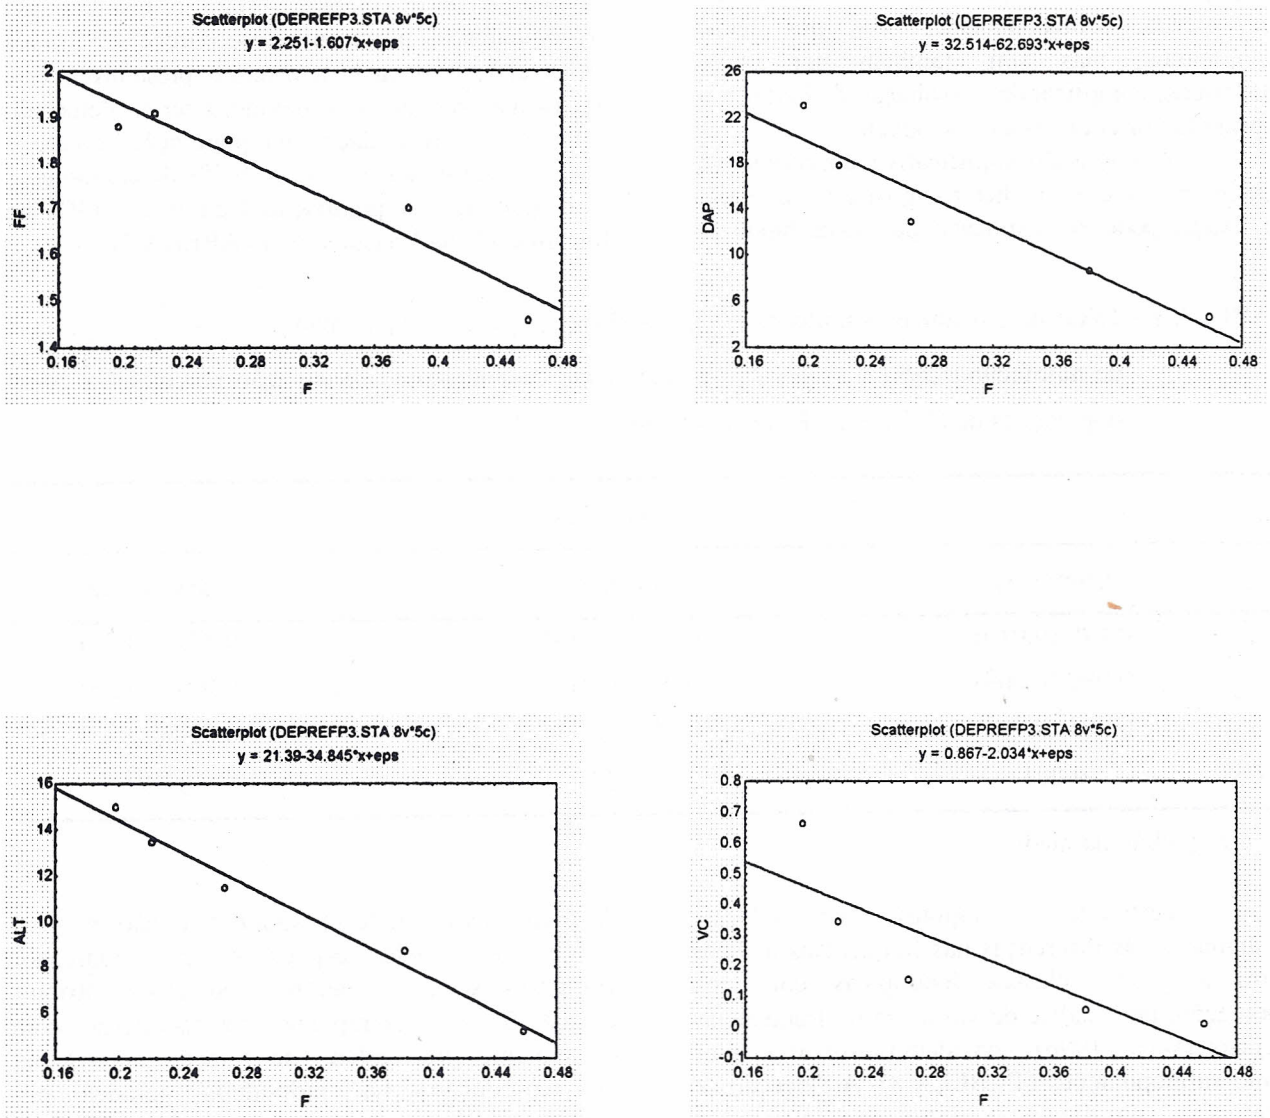 Scatterplot (DEPREFP3.STA 8v*5c)
y = 2.251-1.607*x+eps
2
1.9
1.8
1.7
1.6
1.5
1.4
FF
0.16 0.2 0.24 0.28 0.32 0.36 0.4 0.44 0.48
F
Scatterplot (DEPREFP3.STA 8v*5c)
y = 32.514-62.693*x+eps
26
22
18
14
10
6
2
DAP
0.16 0.2 0.24 0.28 0.32 0.36 0.4 0.44 0.48
F
Scatterplot (DEPREFP3.STA 8v*5c)
y = 21.39-34.845*x+eps
16
14
12
10
8
6
4
ALT
0.16 0.2 0.24 0.28 0.32 0.36 0.4 0.44 0.48
F
Scatterplot (DEPREFP3.STA 8v*5c)
y = 0.867-2.034*x+eps
0.8
0.7
0.6
0.5
0.4
0.3
0.2
0.1
0
-0.1
VC
0.16 0.2 0.24 0.28 0.32 0.36 0.4 0.44 0.48
F